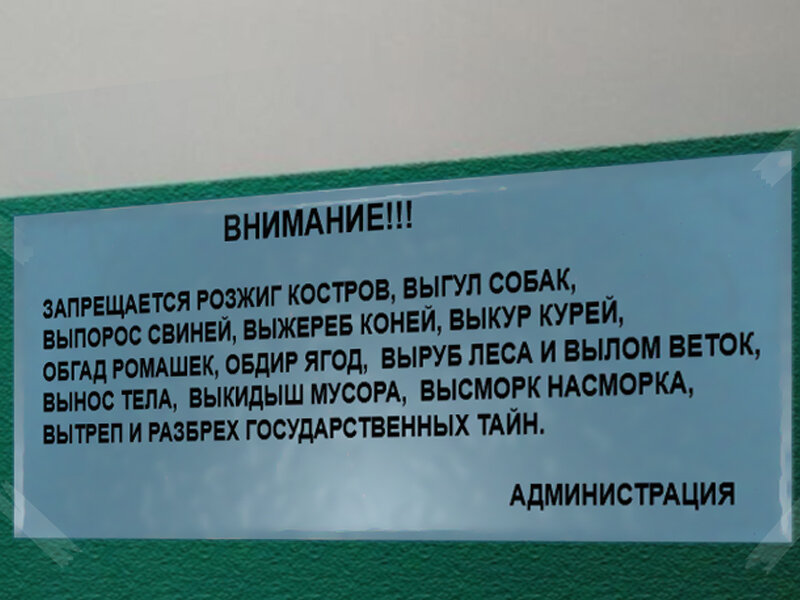 ВНИМАНИЕ!!!
ЗАПРЕЩАЕТСЯ РОЗЖИГ КОСТРОВ, ВЫГУЛ СОБАК,
ВЫПОРОС СВИНЕЙ, ВЫЖЕРЕБ КОНЕЙ, ВЫКУР КУРЕЙ,
ОБГАД РОМАШЕК, ОБДИР ЯГОД, ВЫРУБ ЛЕСА И ВЫЛОМ ВЕТОК,
ВЫНОС ТЕЛА, ВЫКИДЫШ МУСОРА, ВЫСМОРК НАСМОРКА,
ВЫТРЕП И РАЗБРЕХ ГОСУДАРСТВЕННЫХ ТАЙН.
АДМИНИСТРАЦИЯ